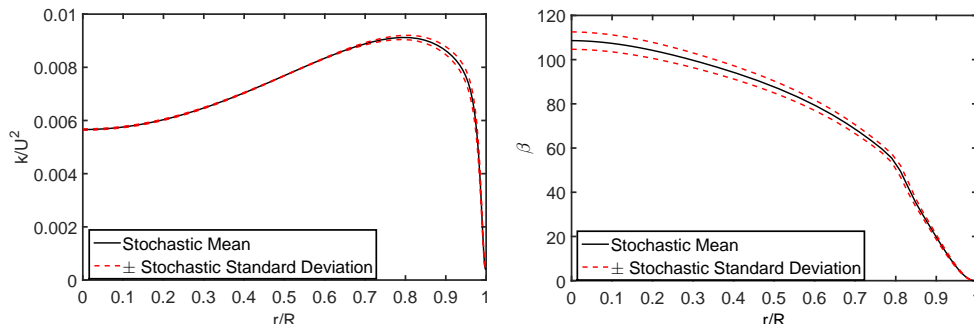 0.01
0.008
0.006
0.004
0.002
0
k/U²
0 0.1 0.2 0.3 0.4 0.5 0.6 0.7 0.8 0.9 1
r/R
Stochastic Mean
± Stochastic Standard Deviation
120
100
80
60
40
20
0
β
0 0.1 0.2 0.3 0.4 0.5 0.6 0.7 0.8 0.9 1
r/R
Stochastic Mean
± Stochastic Standard Deviation